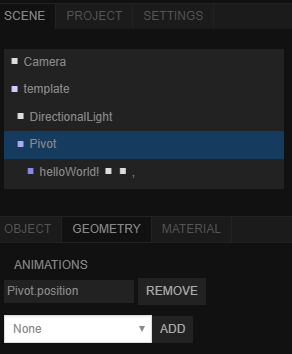 SCENE PROJECT SETTINGS
Camera
template
DirectionalLight
Pivot
helloWorld! ,
OBJECT GEOMETRY MATERIAL
ANIMATIONS
Pivot.position REMOVE
None ADD